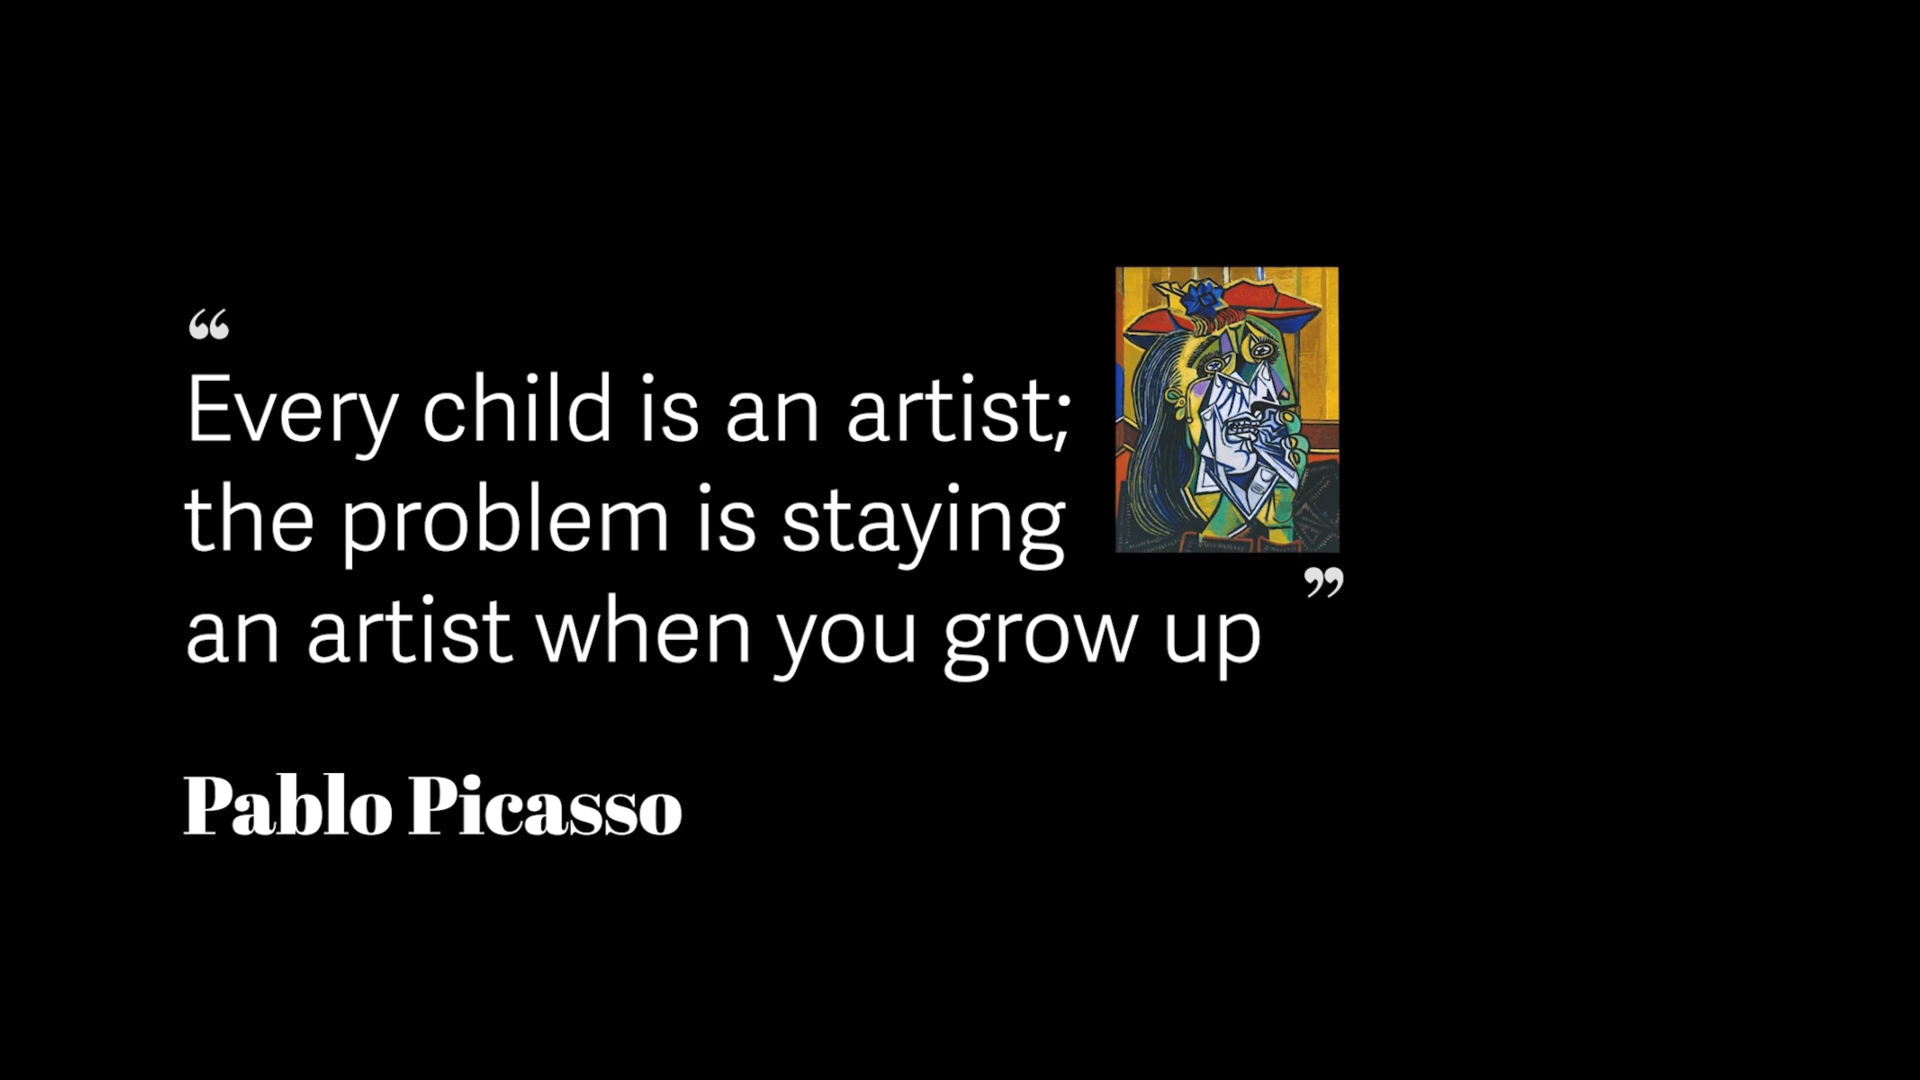 “
Every child is an artist;
the problem is staying
an artist when you grow up ”
Pablo Picasso